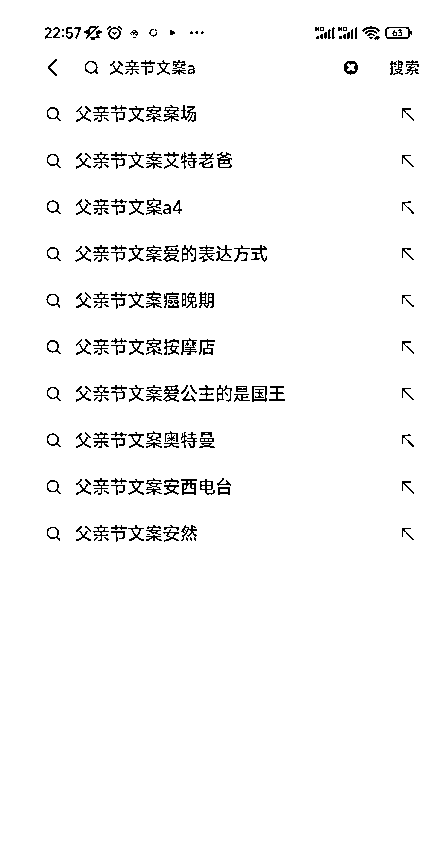 22:57
HD HD 63
父亲节文案a 搜索
父亲节文案案场
父亲节文案艾特老爸
父亲节文案a4
父亲节文案爱的表达方式
父亲节文案癌晚期
父亲节文案按摩店
父亲节文案爱公主的是国王
父亲节文案奥特曼
父亲节文案安西电台
父亲节文案安然